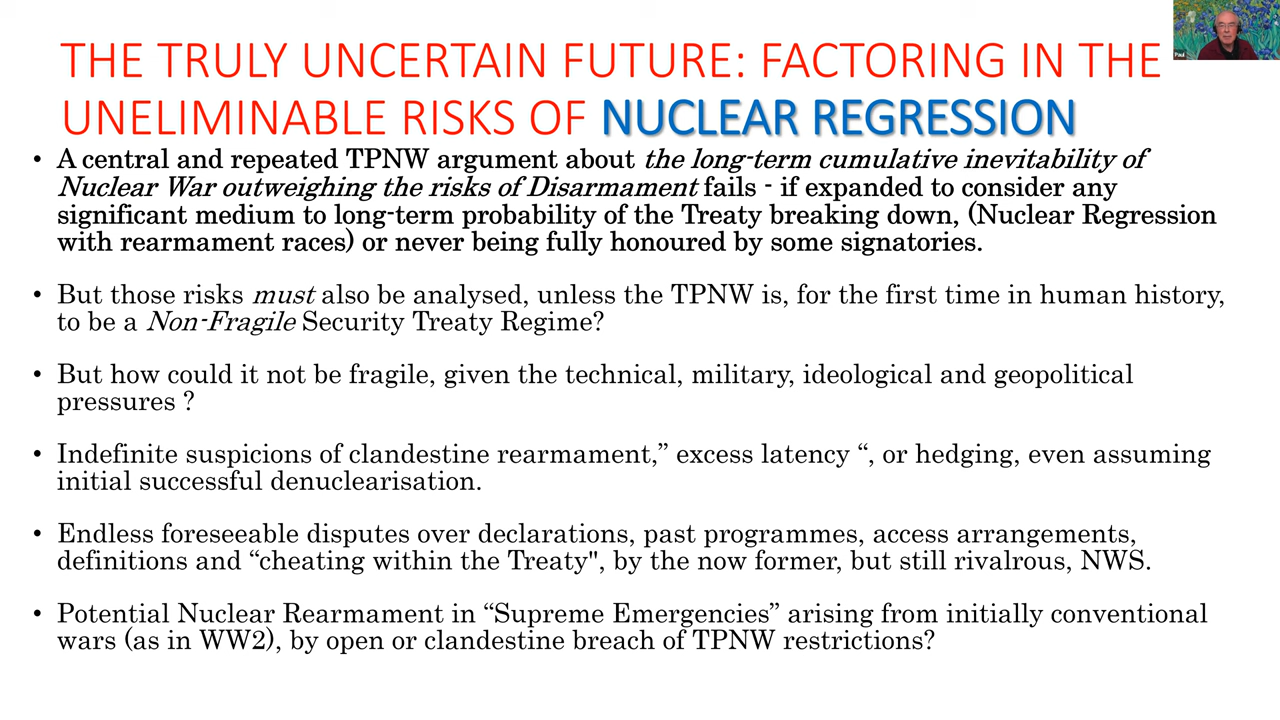 THE TRULY UNCERTAIN FUTURE: FACTORING IN THE
UNELIMINABLE RISKS OF NUCLEAR REGRESSION
• A central and repeated TPNW argument about the long-term cumulative inevitability of
Nuclear War outweighing the risks of Disarmament fails - if expanded to consider any
significant medium to long-term probability of the Treaty breaking down, (Nuclear Regression
with rearmament races) or never being fully honoured by some signatories.
• But those risks must also be analysed, unless the TPNW is, for the first time in human history,
to be a Non-Fragile Security Treaty Regime?
• But how could it not be fragile, given the technical, military, ideological and geopolitical
pressures ?
• Indefinite suspicions of clandestine rearmament,” excess latency “, or hedging, even assuming
initial successful denuclearisation.
• Endless foreseeable disputes over declarations, past programmes, access arrangements,
definitions and “cheating within the Treaty", by the now former, but still rivalrous, NWS.
• Potential Nuclear Rearmament in “Supreme Emergencies” arising from initially conventional
wars (as in WW2), by open or clandestine breach of TPNW restrictions?
Paul